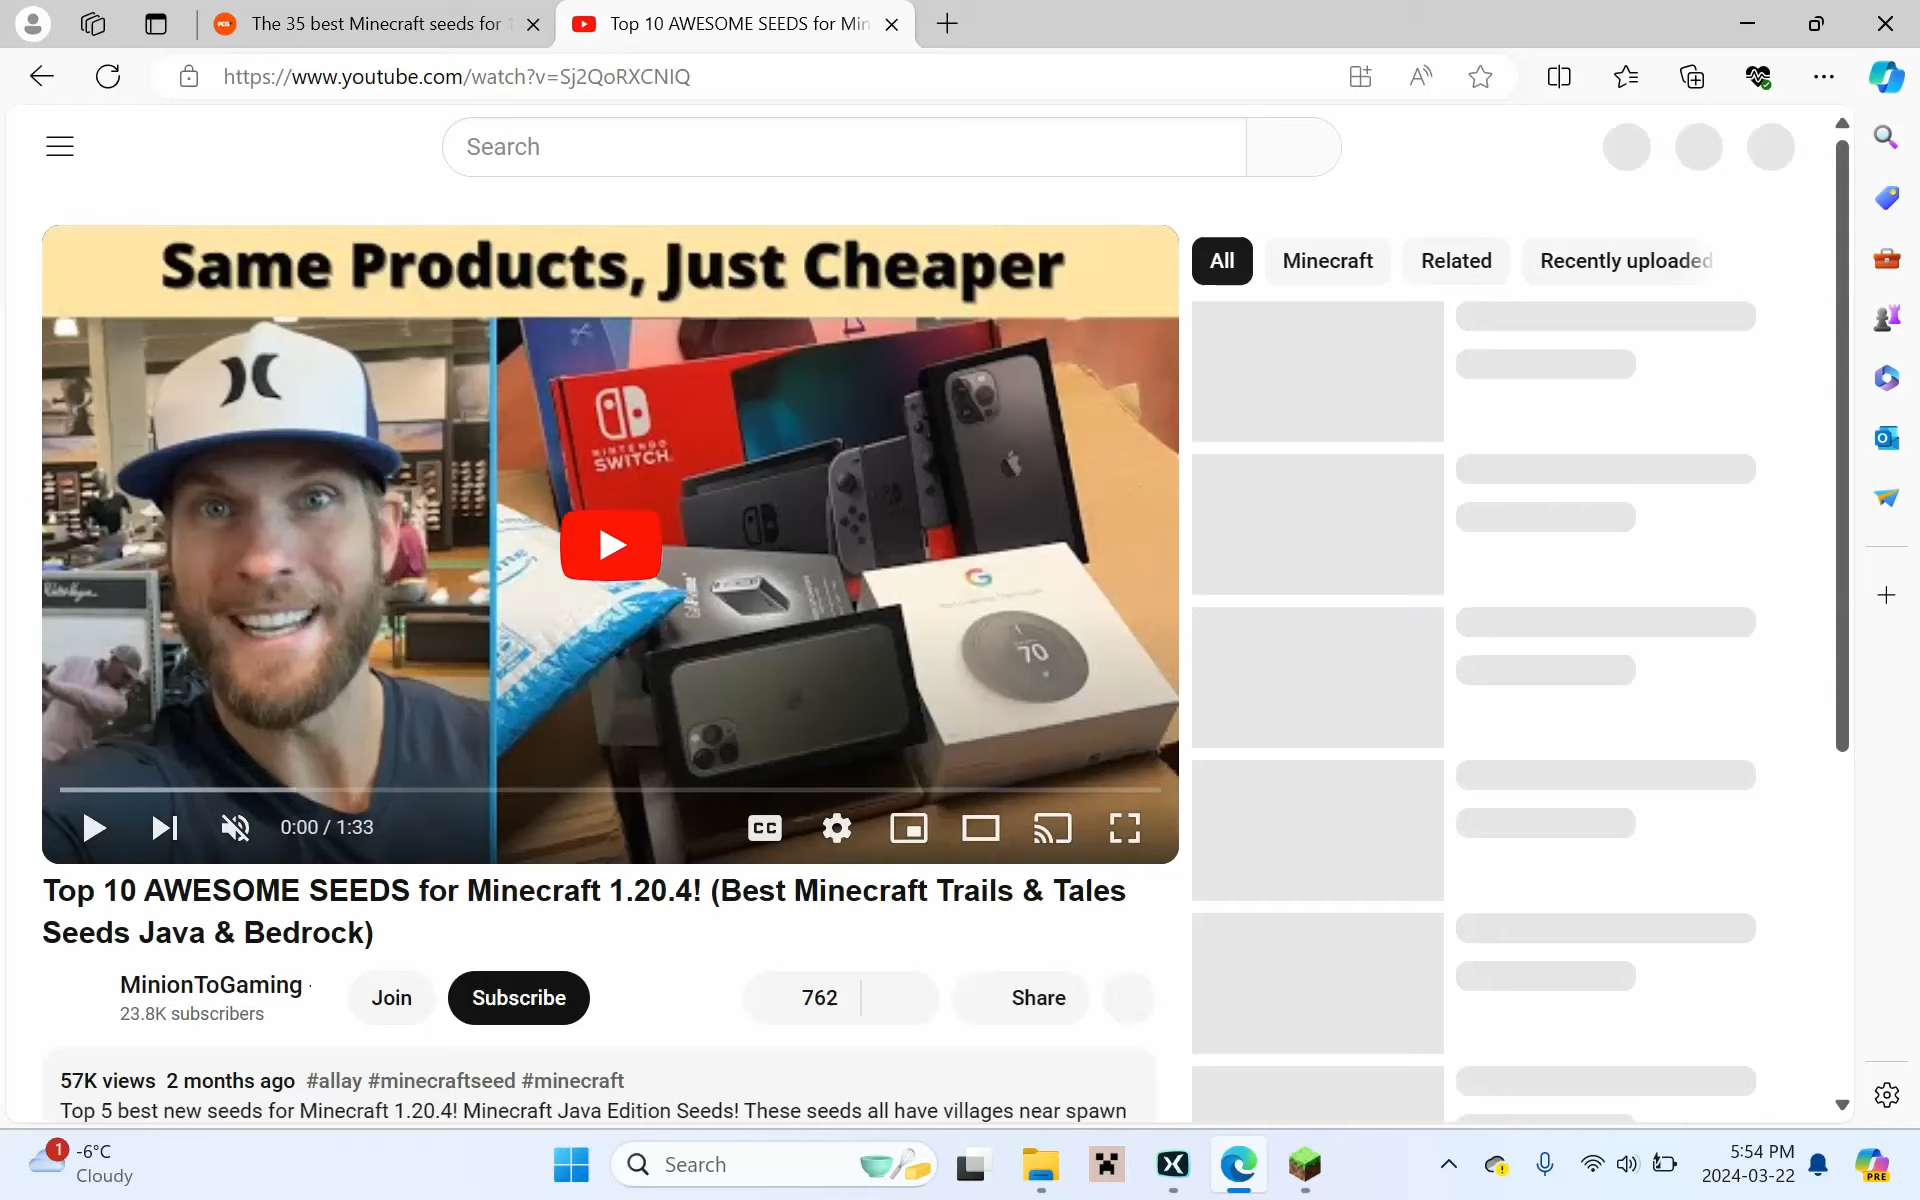 The 35 best Minecraft seeds for
Top 10 AWESOME SEEDS for Min
https://www.youtube.com/watch?v=Sj2QoRXCNIQ
Search
Same Products, Just Cheaper
NINTENDO
SWITCH
G
70
0:00 / 1:33
CC
All
Minecraft
Related
Recently uploaded
Top 10 AWESOME SEEDS for Minecraft 1.20.4! (Best Minecraft Trails & Tales
Seeds Java & Bedrock)
MinionToGaming ·
23.8K subscribers
Join
Subscribe
762
Share
57K views 2 months ago #allay #minecraftseed #minecraft
Top 5 best new seeds for Minecraft 1.20.4! Minecraft Java Edition Seeds! These seeds all have villages near spawn
1
-6°C
Cloudy
Search
5:54 PM
2024-03-22
PRE